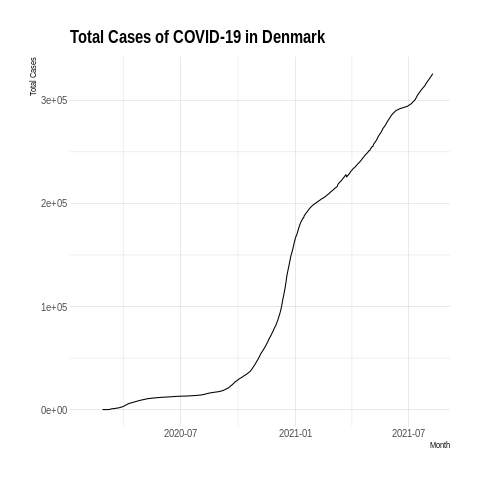 Total Cases of COVID-19 in Denmark
Total Cases
3e+05
2e+05
1e+05
0e+00
2020-07 2021-01 2021-07
Month